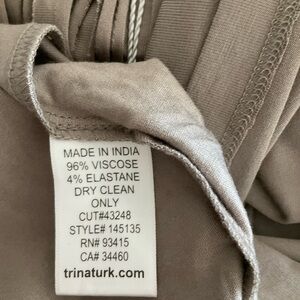 MADE IN INDIA
96% VISCOSE
4% ELASTANE
DRY CLEAN
ONLY
CUT#43248
STYLE# 145135
RN# 93415
CA# 34460
trinaturk.com